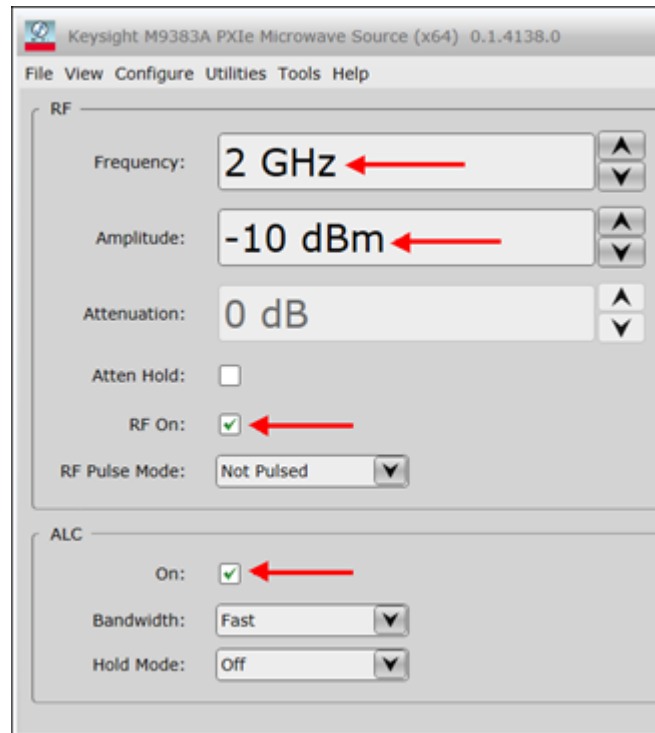 Keysight M9383A PXIe Microwave Source (x64) 0.1.4138.0
File View Configure Utilities Tools Help
RF
Frequency: 2 GHz
Amplitude: -10 dBm
Attenuation: 0 dB
Atten Hold:
RF On:
RF Pulse Mode: Not Pulsed
ALC
On:
Bandwidth: Fast
Hold Mode: Off